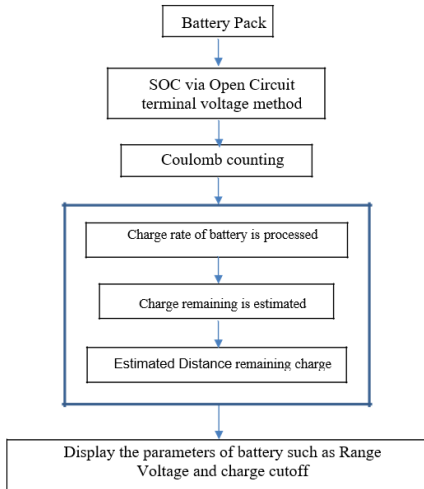 Battery Pack
SOC via Open Circuit
terminal voltage method
Coulomb counting
Charge rate of battery is processed
Charge remaining is estimated
Estimated Distance remaining charge
Display the parameters of battery such as Range
Voltage and charge cutoff